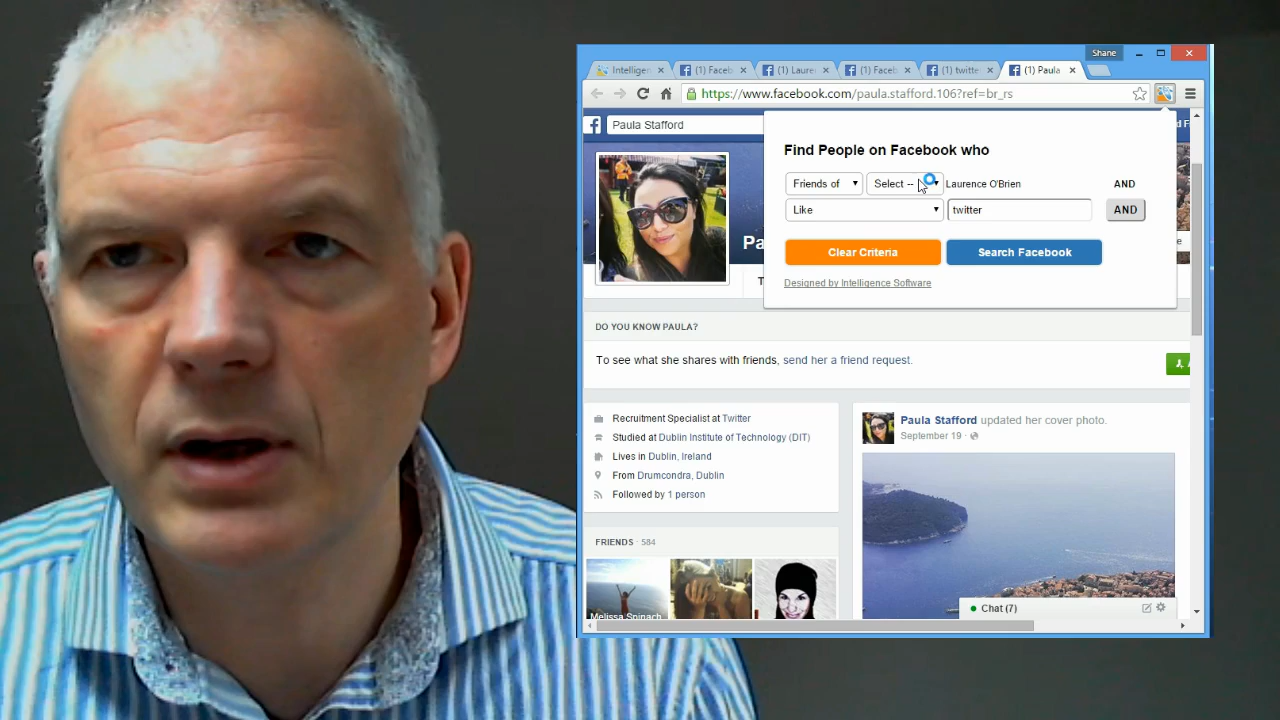 Shane
Intelligen
(1) Faceb
(1) Laure
(1) Faceb
(1) twitte
(1) Paula
https://www.facebook.com/paula.stafford.106?ref=br_rs
Paula Stafford
Find People on Facebook who
Friends of
Select --
Laurence O'Brien
AND
Like
twitter
AND
Clear Criteria
Search Facebook
Designed by Intelligence Software
Pa
T
DO YOU KNOW PAULA?
To see what she shares with friends, send her a friend request.
Recruitment Specialist at Twitter
Studied at Dublin Institute of Technology (DIT)
Lives in Dublin, Ireland
From Drumcondra, Dublin
Followed by 1 person
Paula Stafford updated her cover photo.
September 19
FRIENDS · 584
Melissa Spinach
Chat (7)